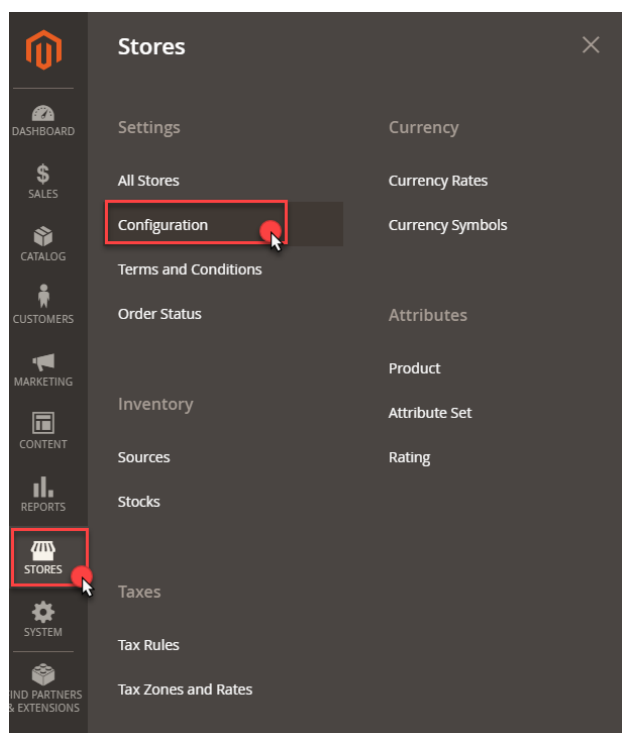 DASHBOARD
SALES
CATALOG
CUSTOMERS
MARKETING
CONTENT
REPORTS
STORES
SYSTEM
IND PARTNERS
& EXTENSIONS
Stores
Settings
All Stores
Configuration
Terms and Conditions
Order Status
Inventory
Sources
Stocks
Taxes
Tax Rules
Tax Zones and Rates
Currency
Currency Rates
Currency Symbols
Attributes
Product
Attribute Set
Rating